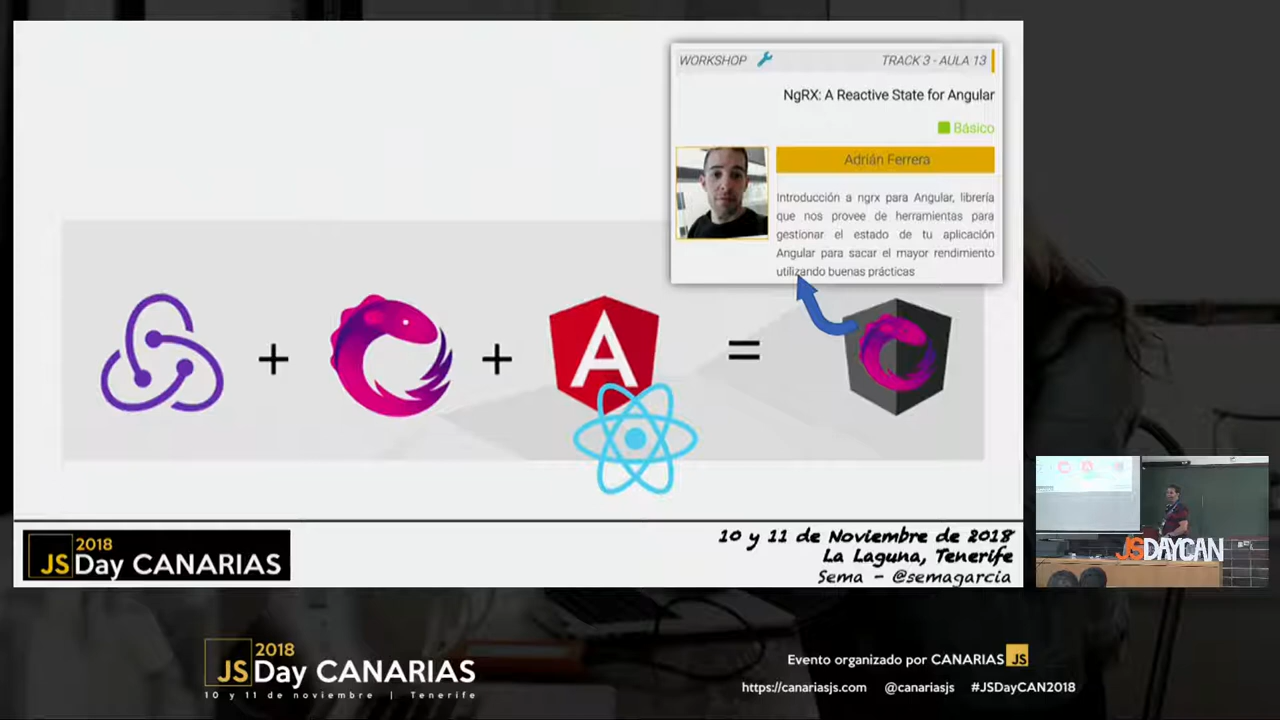 WORKSHOP
TRACK 3 - AULA 13
NgRX: A Reactive State for Angular
Básico
Adrián Ferrera
Introducción a ngrx para Angular, librería
que nos provee de herramientas para
gestionar el estado de tu aplicación
Angular para sacar el mayor rendimiento
utilizando buenas prácticas
+ + =
A
2018
JS Day CANARIAS
10 y 11 de Noviembre de 2018
La Laguna, Tenerife
Sema - @semagarcia
JSDAYCAN
2018
JS Day CANARIAS
10 y 11 de noviembre | Tenerife
Evento organizado por CANARIAS JS
https://canariasjs.com @canariasjs #JSDayCAN2018